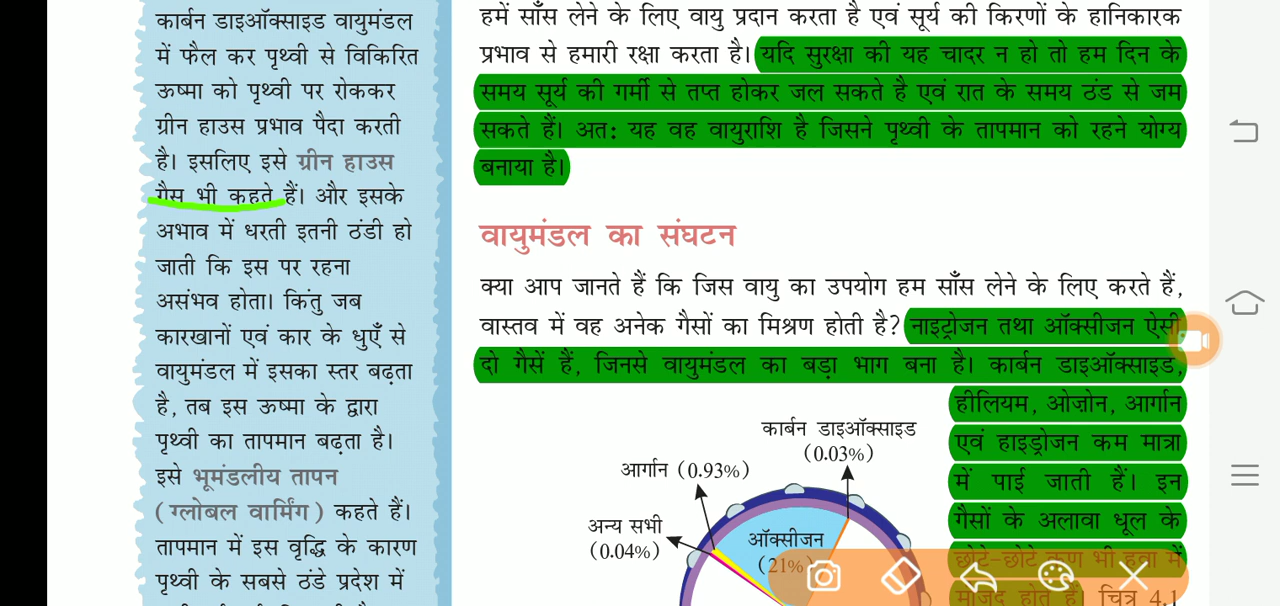 कार्बन डाइऑक्साइड वायुमंडल
में फैल कर पृथ्वी से विकिरित
ऊष्मा को पृथ्वी पर रोककर
ग्रीन हाउस प्रभाव पैदा करती
है। इसलिए इसे ग्रीन हाउस
गैस भी कहते हैं। और इसके
अभाव में धरती इतनी ठंडी हो
जाती कि इस पर रहना
असंभव होता। किंतु जब
कारखानों एवं कार के धुएँ से
वायुमंडल में इसका स्तर बढ़ता
है, तब इस ऊष्मा के द्वारा
पृथ्वी का तापमान बढ़ता है।
इसे भूमंडलीय तापन
(ग्लोबल वार्मिंग) कहते हैं।
तापमान में इस वृद्धि के कारण
पृथ्वी के सबसे ठंडे प्रदेश में
हमें साँस लेने के लिए वायु प्रदान करता है एवं सूर्य की किरणों के हानिकारक
प्रभाव से हमारी रक्षा करता है। यदि सुरक्षा की यह चादर न हो तो हम दिन के
समय सूर्य की गर्मी से तप्त होकर जल सकते है एवं रात के समय ठंड से जम
सकते हैं। अत: यह वह वायुराशि है जिसने पृथ्वी के तापमान को रहने योग्य
बनाया है।
वायुमंडल का संघटन
क्या आप जानते हैं कि जिस वायु का उपयोग हम साँस लेने के लिए करते हैं,
वास्तव में वह अनेक गैसों का मिश्रण होती है? नाइट्रोजन तथा ऑक्सीजन ऐसी
दो गैसें हैं, जिनसे वायुमंडल का बड़ा भाग बना है। कार्बन डाइऑक्साइड,
हीलियम, ओज़ोन, आर्गान
एवं हाइड्रोजन कम मात्रा
में पाई जाती हैं। इन
गैसों के अलावा धूल के
छोटे-छोटे कण भी हवा में
मौजूद होते हैं। चित्र 4.1
कार्बन डाइऑक्साइड
(0.03%)
आर्गान (0.93%)
अन्य सभी
(0.04%)
ऑक्सीजन
(21%)